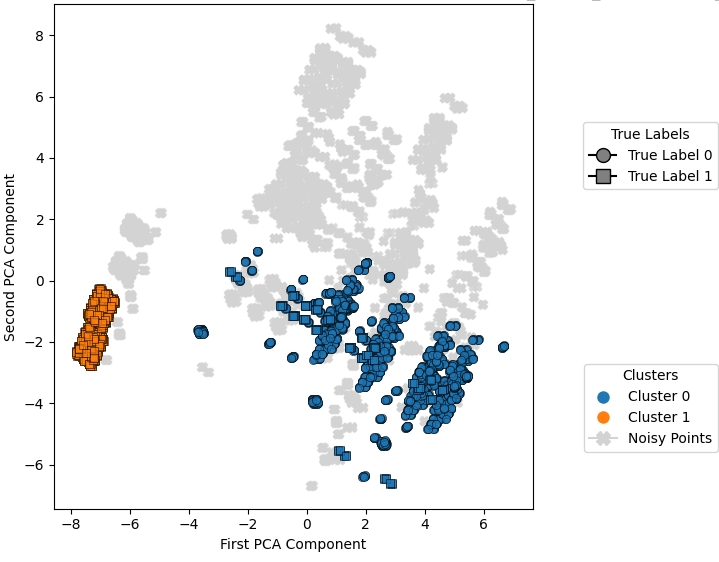 8
6
4
2
0
−2
−4
−6
Second PCA Component
−8
−6
−4
−2
0
2
4
6
First PCA Component
True Labels
True Label 0
True Label 1
Clusters
Cluster 0
Cluster 1
Noisy Points